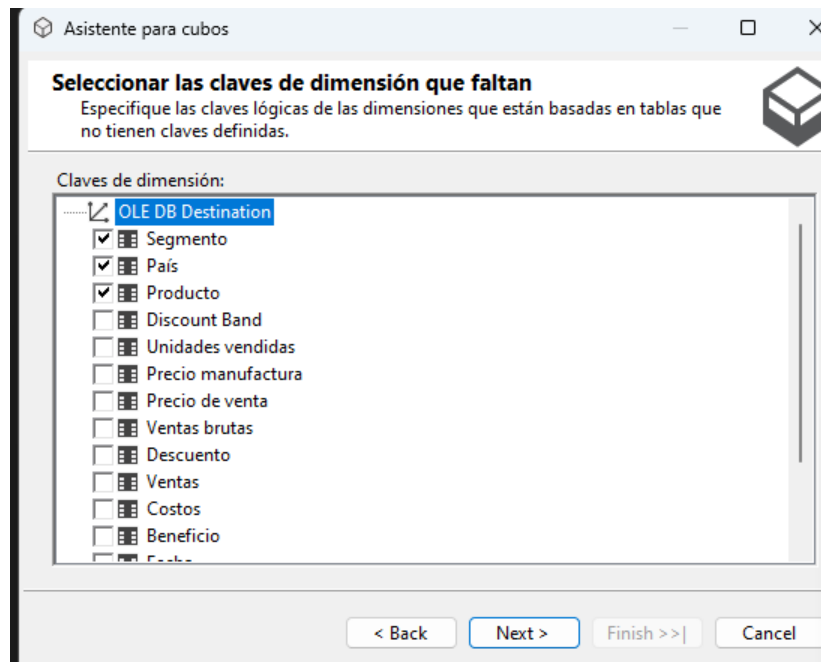 Asistente para cubos
Seleccionar las claves de dimensión que faltan
Especifique las claves lógicas de las dimensiones que están basadas en tablas que
no tienen claves definidas.
Claves de dimensión:
OLE DB Destination
Segmento
País
Producto
Discount Band
Unidades vendidas
Precio manufactura
Precio de venta
Ventas brutas
Descuento
Ventas
Costos
Beneficio
< Back
Next >
Finish >>|
Cancel